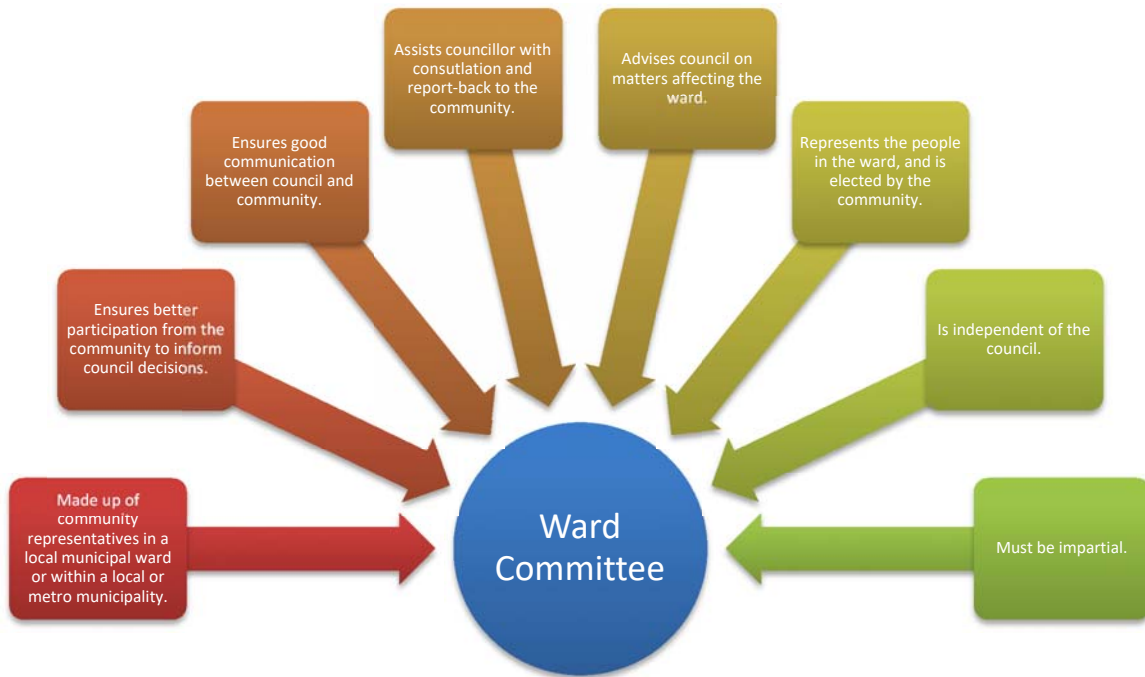 Made up of
community
representatives in a
local municipal ward
or within a local or
metro municipality.
Ensures better
participation from the
community to inform
council decisions.
Ensures good
communication
between council and
community.
Assists councillor with
consutlation and
report-back to the
community.
Advises council on
matters affecting the
ward.
Represents the people
in the ward, and is
elected by the
community.
Is independent of the
council.
Must be impartial.
Ward
Committee